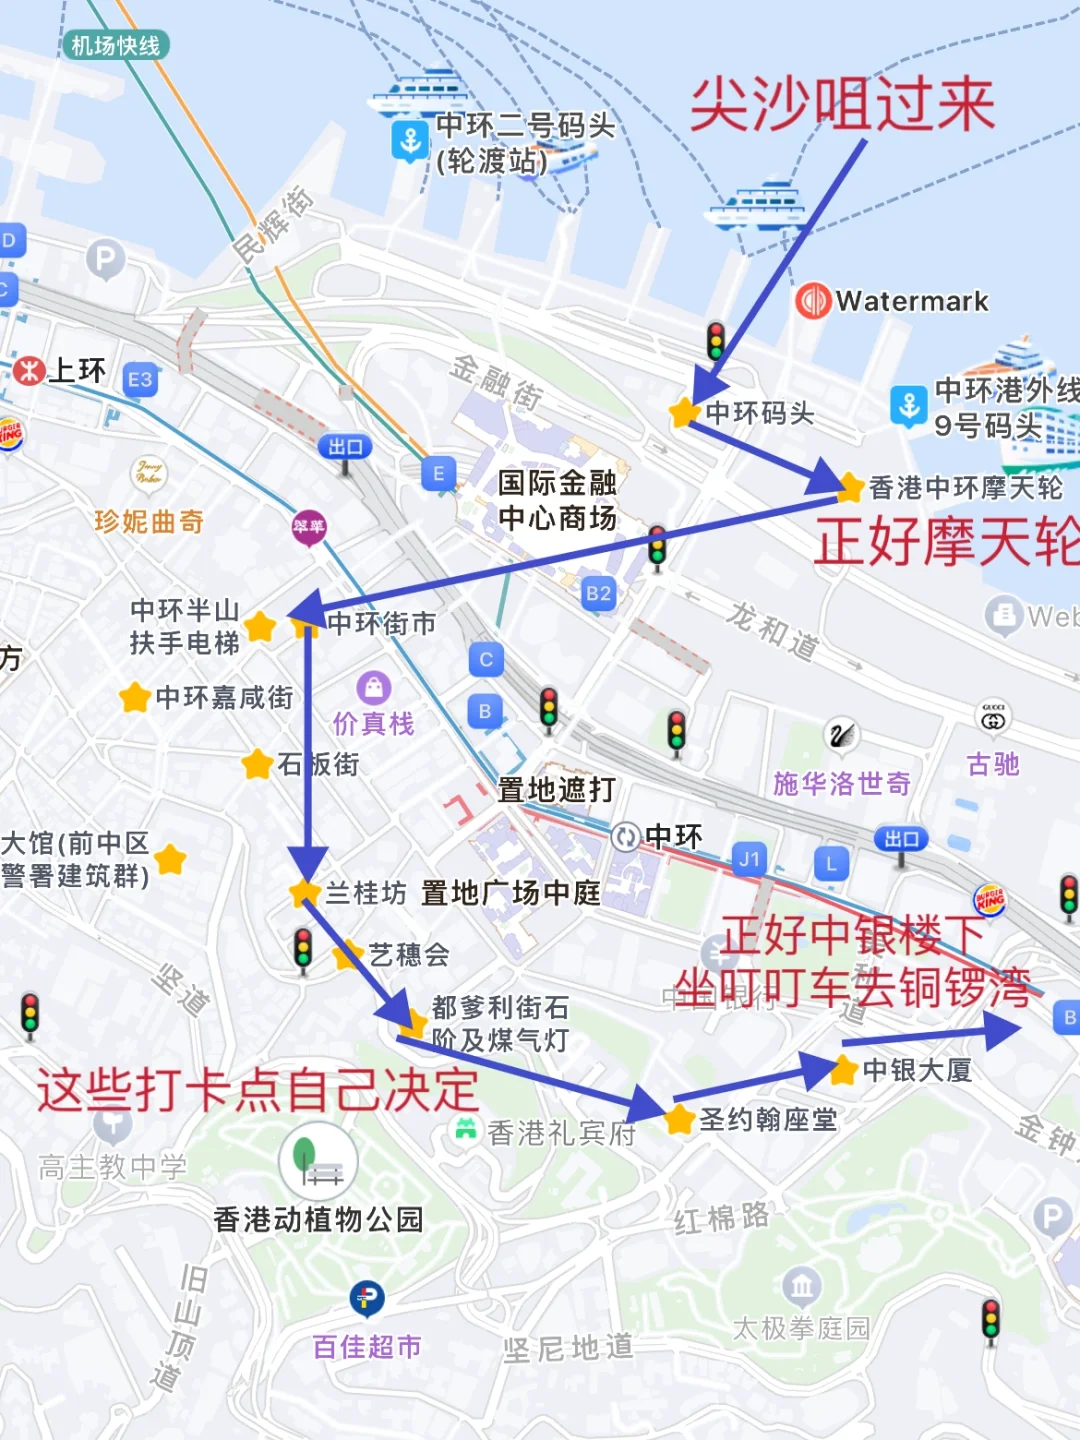 机场快线
尖沙咀过来
中环二号码头
(轮渡站)
民辉街
D
P
C
Watermark
上环
E3
金融街
中环港外线
9号码头
中环码头
BURGER KING
出口
E
国际金融
中心商场
香港中环摩天轮
Jenny Bakery
珍妮曲奇
翠华
正好摩天轮
B2
中环半山
扶手电梯
中环街市
龙和道
Web
方
C
中环嘉咸街
B
价真栈
GUCCI
石板街
施华洛世奇
古驰
置地遮打
大馆(前中区
警署建筑群)
中环
J1
L
出口
兰桂坊
置地广场中庭
BURGER KING
正好中银楼下
艺穗会
坚道
中国银行
坐叮叮车去铜锣湾
都爹利街石
阶及煤气灯
B
这些打卡点自己决定
中银大厦
圣约翰座堂
香港礼宾府
金钟
高主教中学
香港动植物公园
红棉路
P
旧山顶道
百佳超市
坚尼地道
太极拳庭园